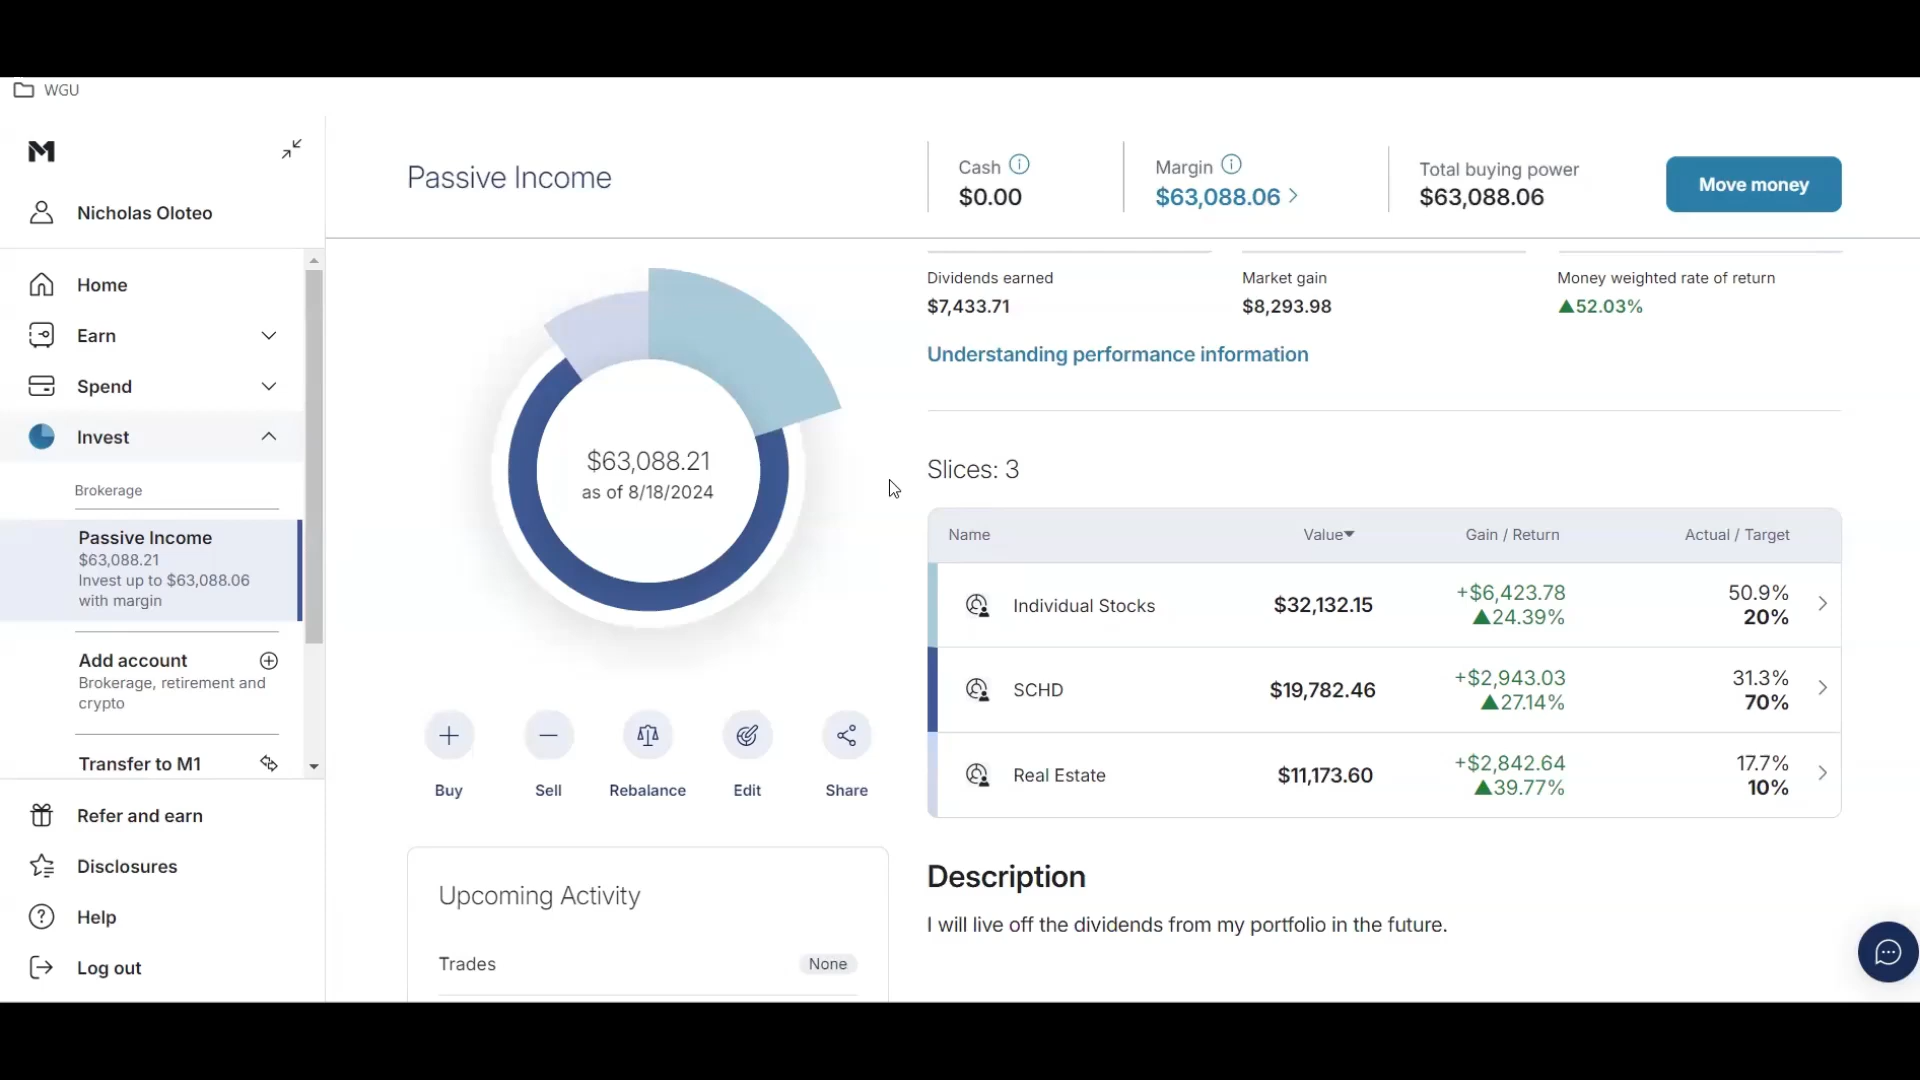 WGU
Nicholas Oloteo
Home
Earn
Spend
Invest
Brokerage
Passive Income
$63,088.21
Invest up to $63,088.06
with margin
Add account
Brokerage, retirement and
crypto
Transfer to M1
Refer and earn
Disclosures
Help
Log out
Passive Income
Cash
$0.00
Margin
$63,088.06
Total buying power
$63,088.06
Move money
$63,088.21
as of 8/18/2024
Buy
Sell
Rebalance
Edit
Share
Upcoming Activity
Trades None
Dividends earned
$7,433.71
Market gain
$8,293.98
Money weighted rate of return
▲52.03%
Understanding performance information
Slices: 3
Name Value▼ Gain / Return Actual / Target
Individual Stocks $32,132.15 +$6,423.78 50.9%
▲24.39% 20%
SCHD $19,782.46 +$2,943.03 31.3%
▲27.14% 70%
Real Estate $11,173.60 +$2,842.64 17.7%
▲39.77% 10%
Description
I will live off the dividends from my portfolio in the future.